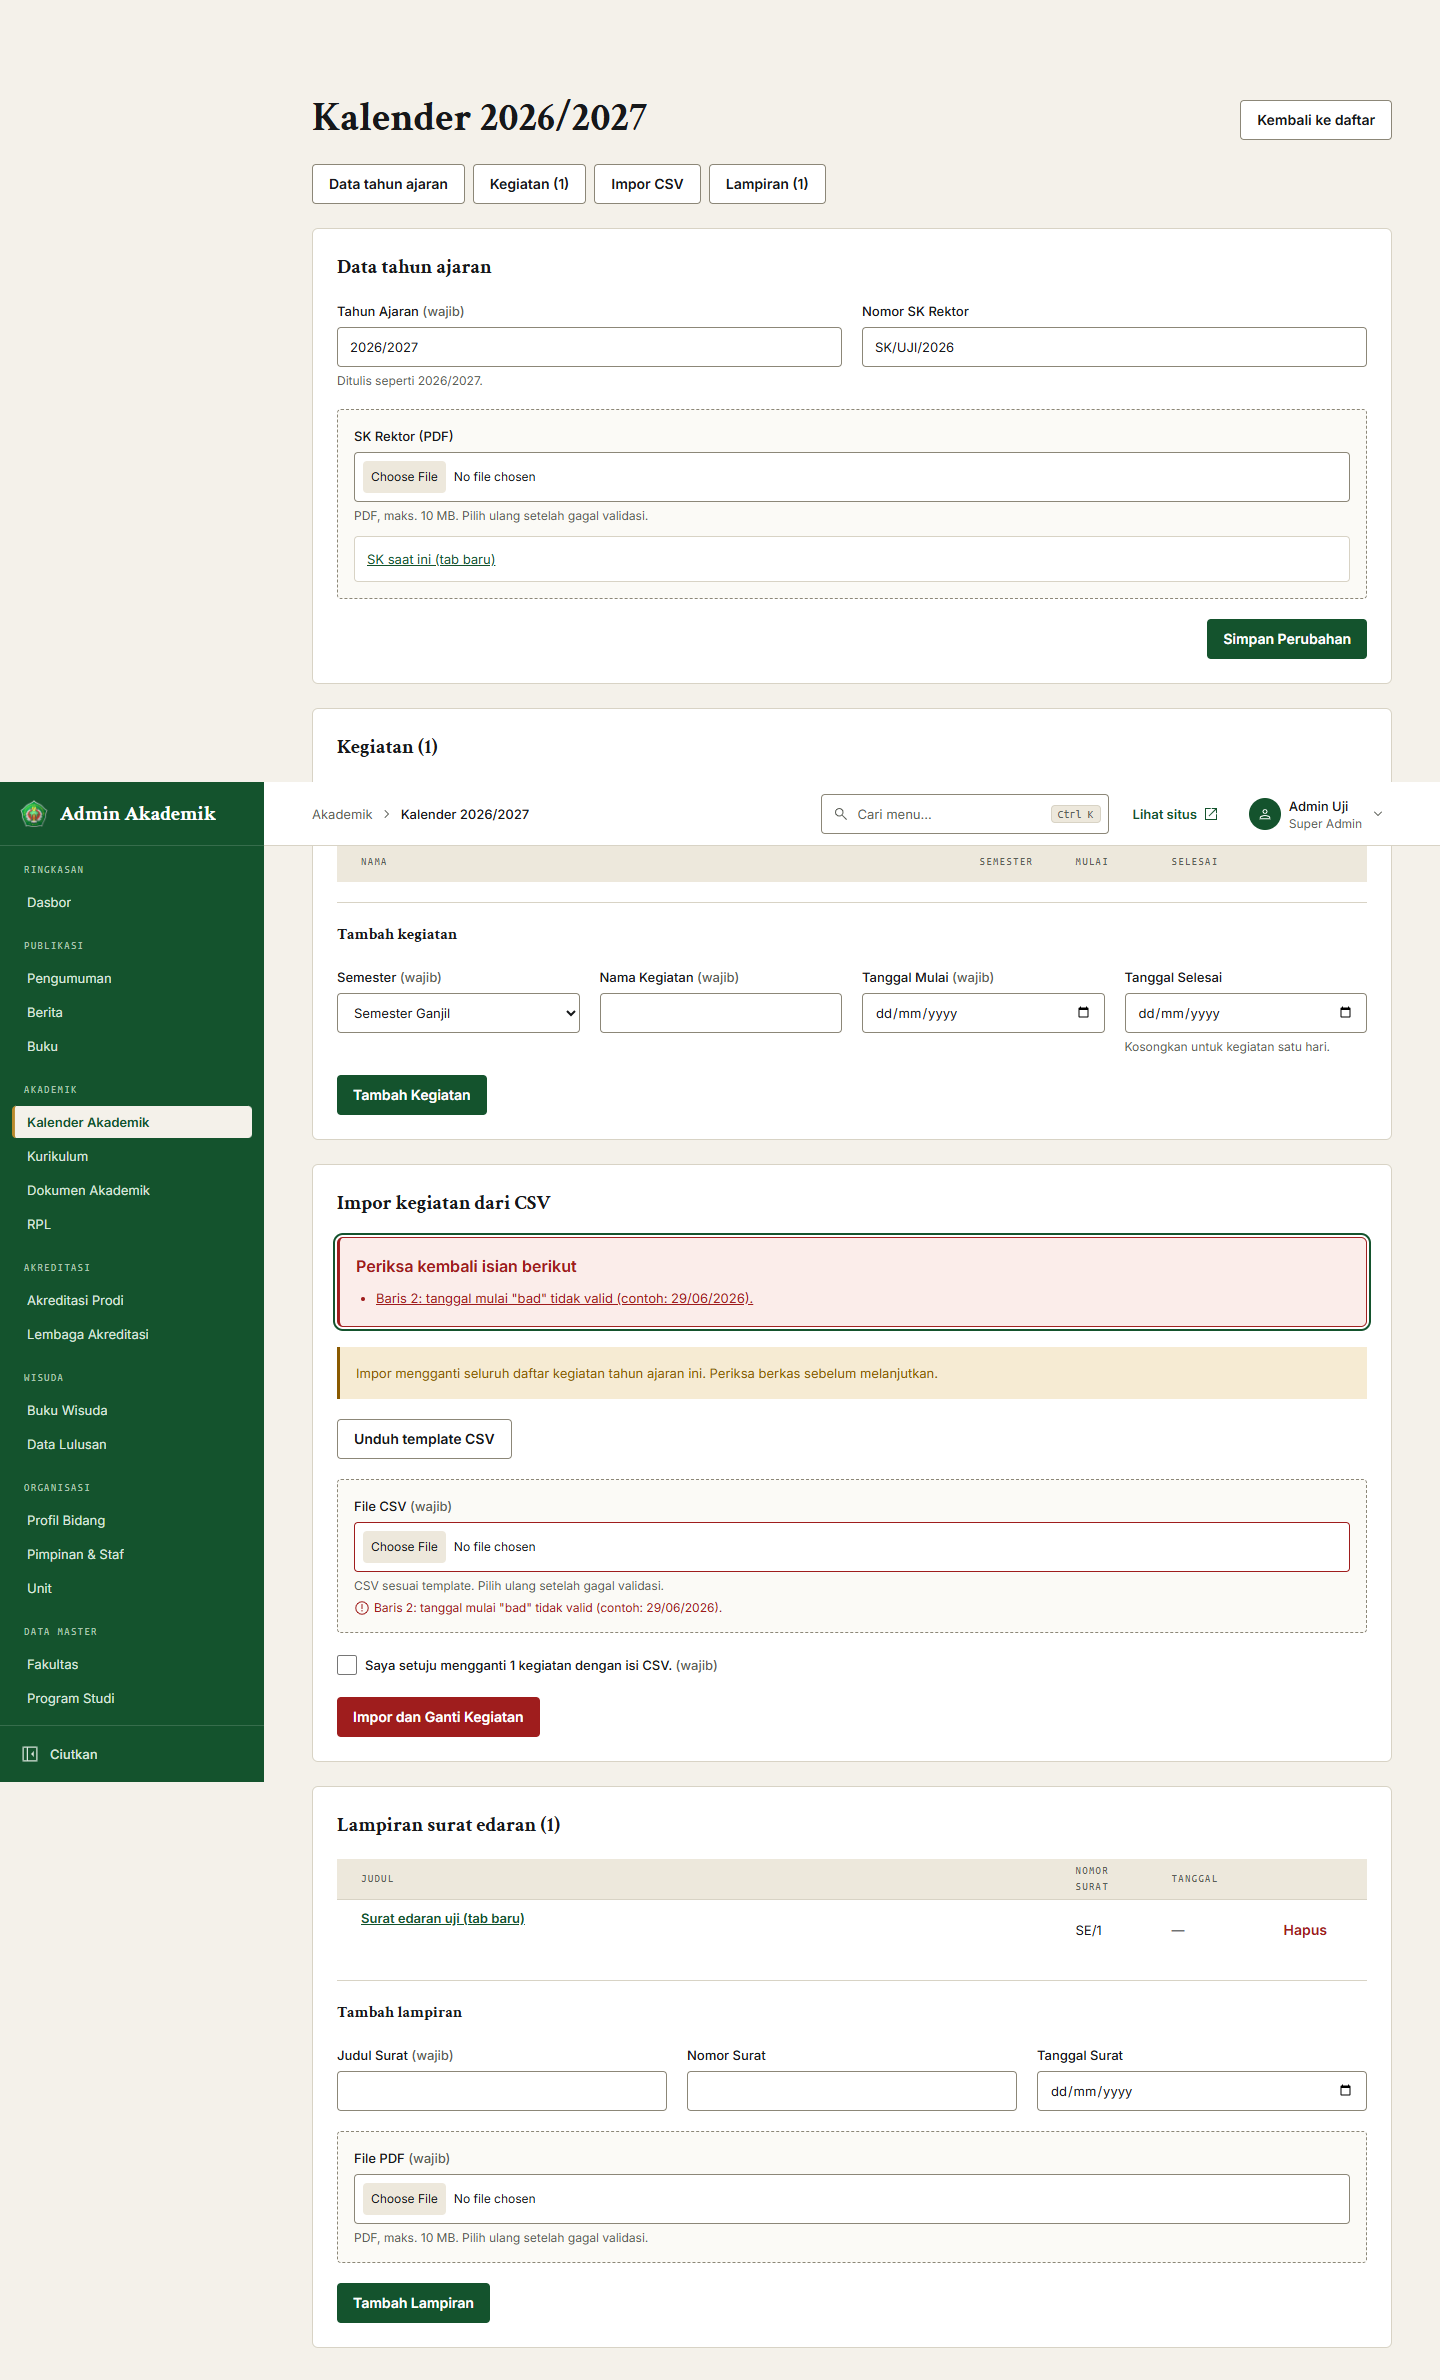 Kalender 2026/2027
Kembali ke daftar
Data tahun ajaran
Kegiatan (1)
Impor CSV
Lampiran (1)
Data tahun ajaran
Tahun Ajaran (wajib)
Nomor SK Rektor
2026/2027
SK/UJI/2026
Ditulis seperti 2026/2027.
SK Rektor (PDF)
Choose File No file chosen
PDF, maks. 10 MB. Pilih ulang setelah gagal validasi.
SK saat ini (tab baru)
Simpan Perubahan
Kegiatan (1)
Admin Akademik
Akademik
Kalender 2026/2027
Cari menu...
Ctrl K
Lihat situs
Admin Uji
Super Admin
RINGKASAN
Dasbor
PUBLIKASI
Pengumuman
Berita
Buku
AKADEMIK
Kalender Akademik
Kurikulum
Dokumen Akademik
RPL
AKREDITASI
Akreditasi Prodi
Lembaga Akreditasi
WISUDA
Buku Wisuda
Data Lulusan
ORGANISASI
Profil Bidang
Pimpinan & Staf
Unit
DATA MASTER
Fakultas
Program Studi
Ciutkan
NAMA
SEMESTER
MULAI
SELESAI
Tambah kegiatan
Semester (wajib)
Nama Kegiatan (wajib)
Tanggal Mulai (wajib)
Tanggal Selesai
Semester Ganjil
dd/mm/yyyy
dd/mm/yyyy
Kosongkan untuk kegiatan satu hari.
Tambah Kegiatan
Impor kegiatan dari CSV
Periksa kembali isian berikut
Baris 2: tanggal mulai "bad" tidak valid (contoh: 29/06/2026).
Impor mengganti seluruh daftar kegiatan tahun ajaran ini. Periksa berkas sebelum melanjutkan.
Unduh template CSV
File CSV (wajib)
Choose File No file chosen
CSV sesuai template. Pilih ulang setelah gagal validasi.
Baris 2: tanggal mulai "bad" tidak valid (contoh: 29/06/2026).
Saya setuju mengganti 1 kegiatan dengan isi CSV. (wajib)
Impor dan Ganti Kegiatan
Lampiran surat edaran (1)
JUDUL
NOMOR SURAT
TANGGAL
Surat edaran uji (tab baru)
SE/1
—
Hapus
Tambah lampiran
Judul Surat (wajib)
Nomor Surat
Tanggal Surat
dd/mm/yyyy
File PDF (wajib)
Choose File No file chosen
PDF, maks. 10 MB. Pilih ulang setelah gagal validasi.
Tambah Lampiran